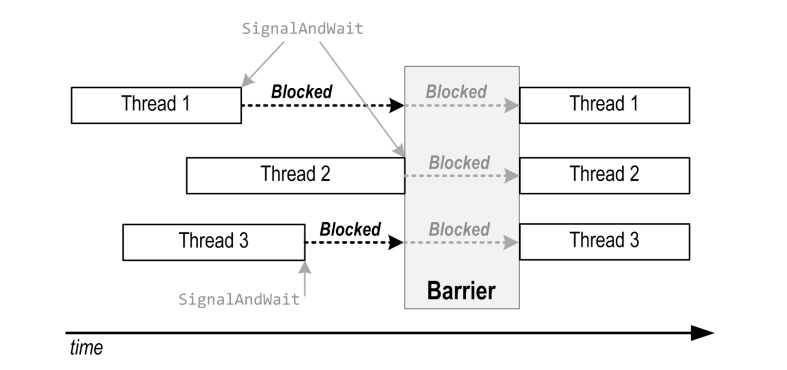 SignalAndWait
Thread 1 Blocked Blocked Thread 1
Thread 2 Blocked Thread 2
Thread 3 Blocked Blocked Thread 3
SignalAndWait
Barrier
time